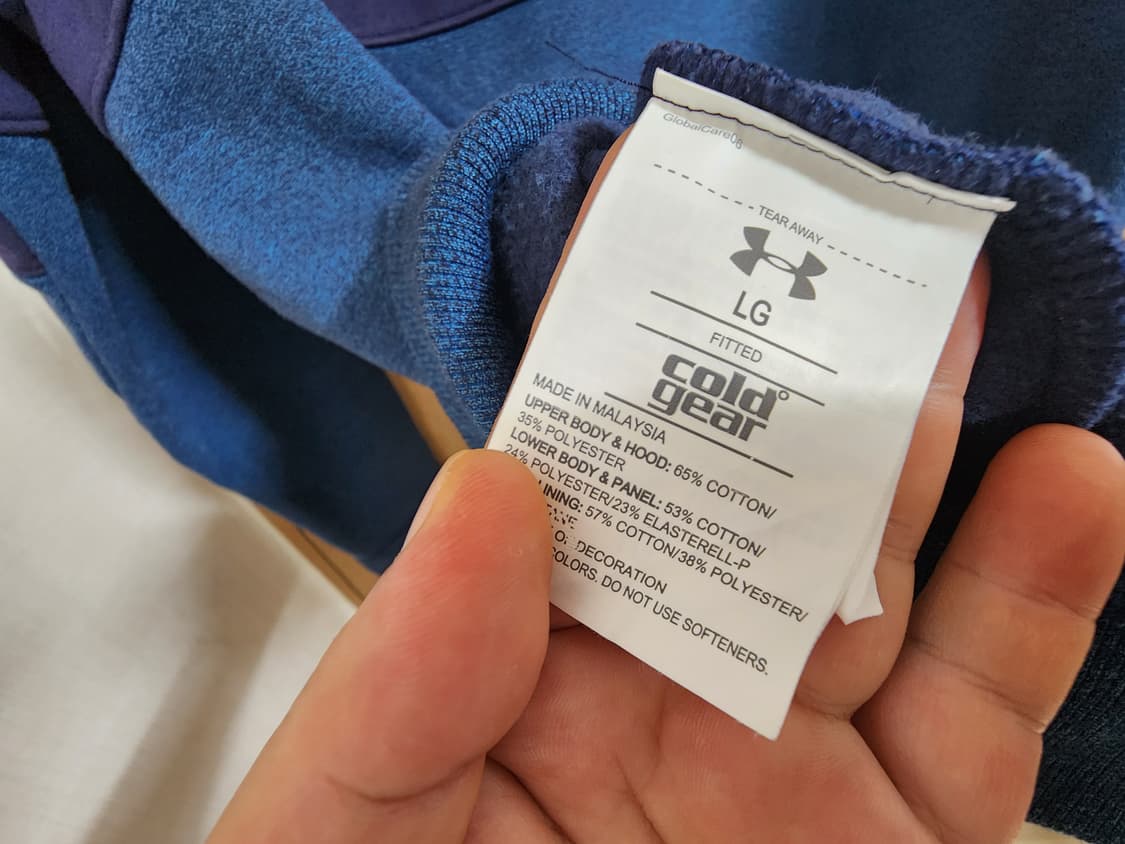 GlobalCare06
TEAR AWAY
LG
FITTED
cold°
gear
MADE IN MALAYSIA
UPPER BODY & HOOD: 65% COTTON/
35% POLYESTER
LOWER BODY & PANEL: 53% COTTON/
24% POLYESTER/23% ELASTERELL-P
LINING: 57% COTTON/38% POLYESTER/
DECORATION
COLORS. DO NOT USE SOFTENERS.